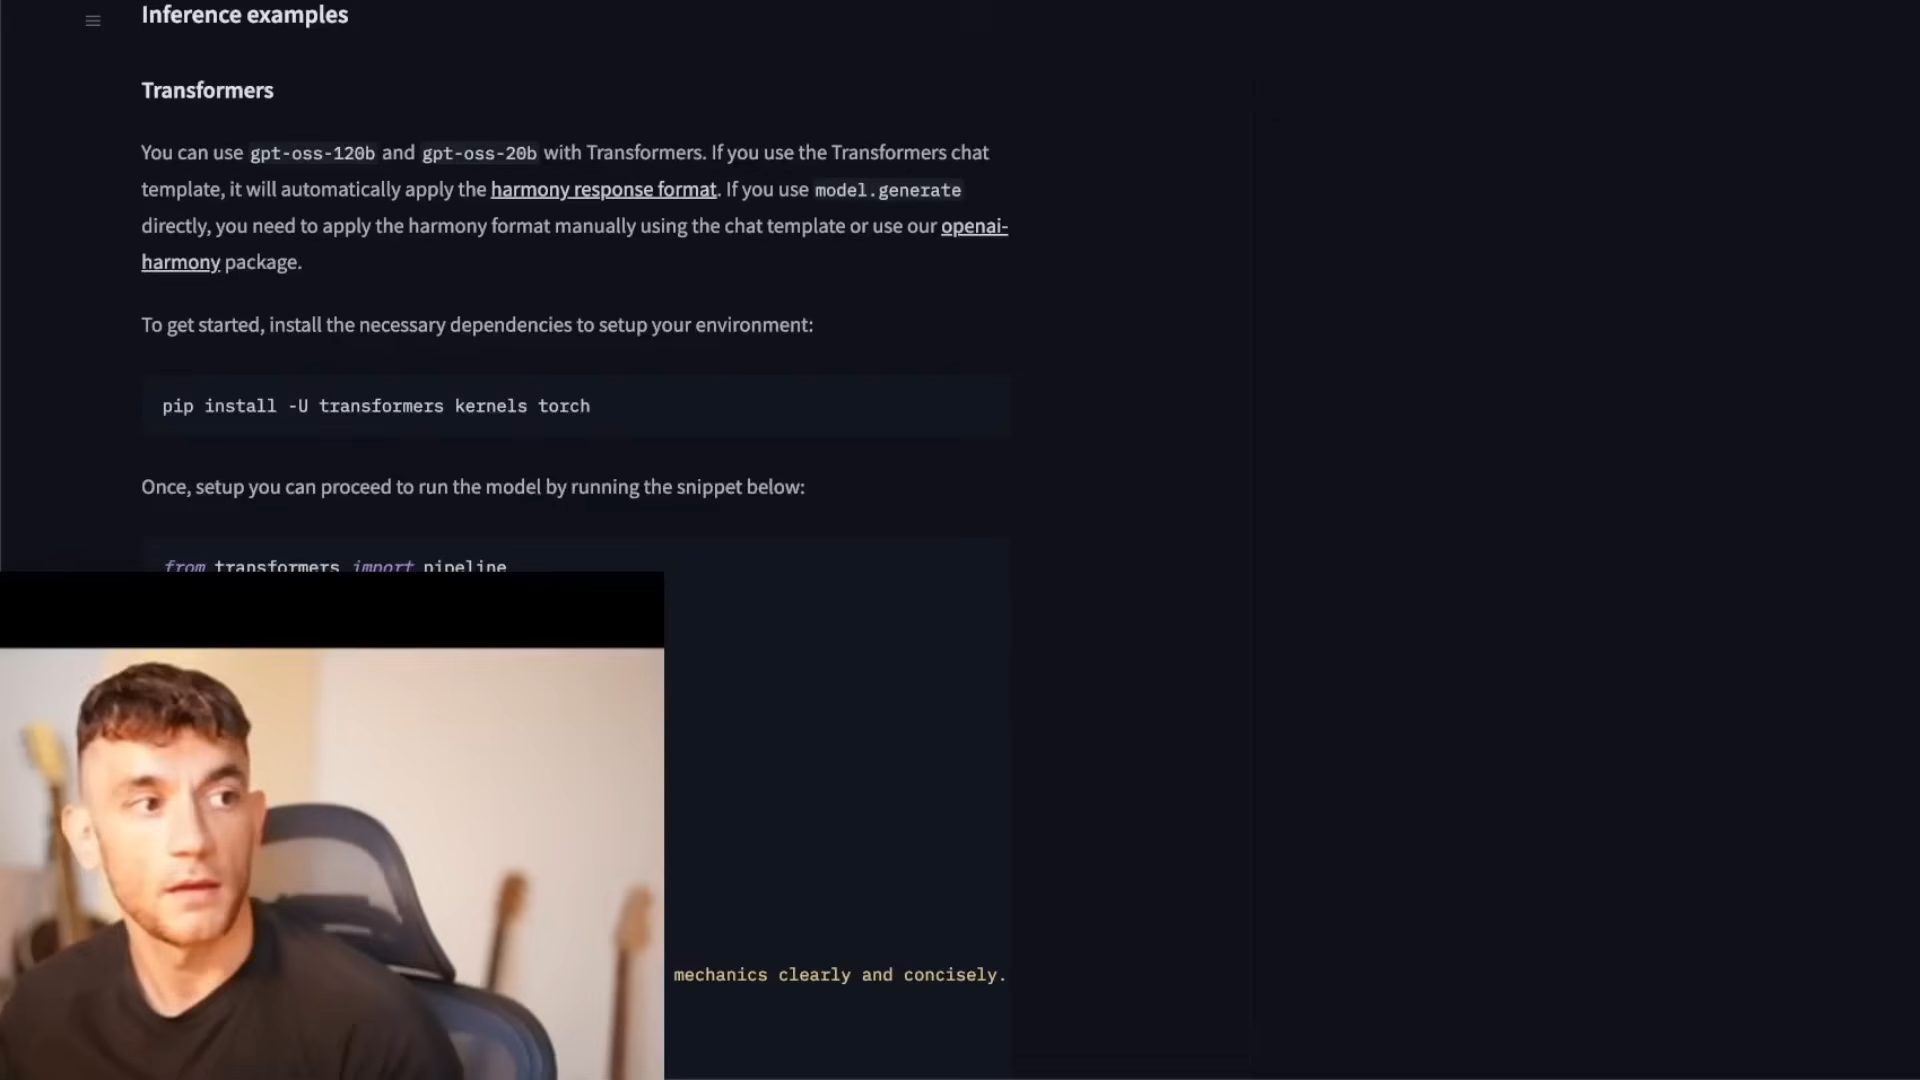 Inference examples
Transformers
You can use gpt-oss-120b and gpt-oss-20b with Transformers. If you use the Transformers chat
template, it will automatically apply the harmony response format. If you use model.generate
directly, you need to apply the harmony format manually using the chat template or use our openai-
harmony package.
To get started, install the necessary dependencies to setup your environment:
pip install -U transformers kernels torch
Once, setup you can proceed to run the model by running the snippet below:
from transformers import pipeline
mechanics clearly and concisely.